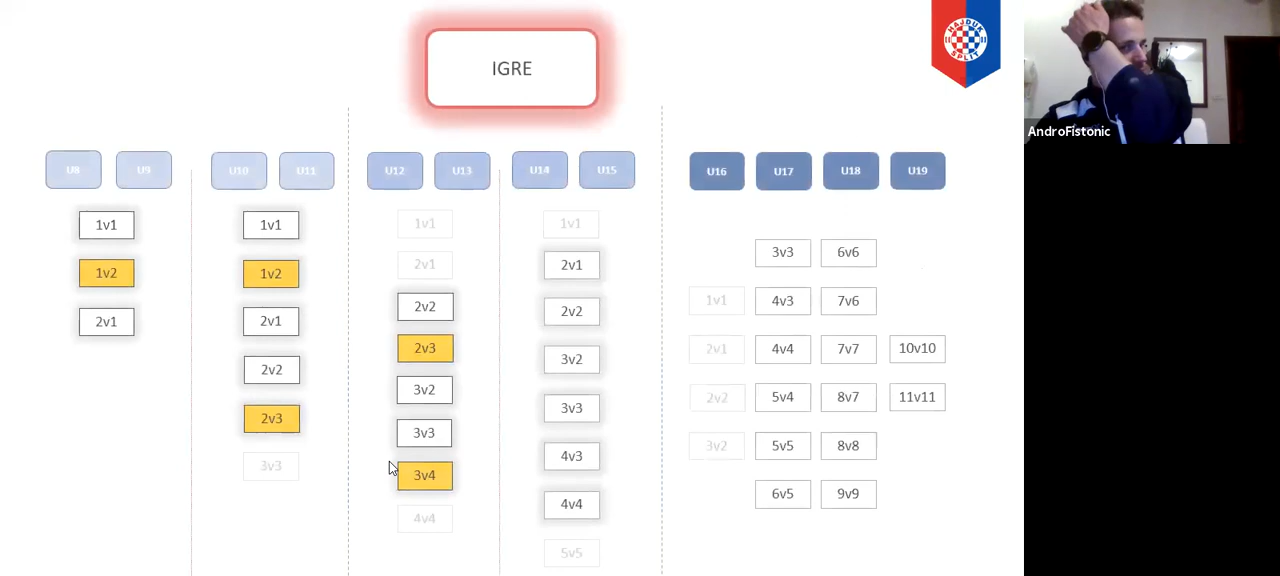 IGRE
HAJDUK
SPLIT
AndroFistonic
U8 U9 U10 U11 U12 U13 U14 U15 U16 U17 U18 U19
1v1
1v2
2v1
1v1
1v2
2v1
2v2
2v3
3v3
1v1
2v1
2v2
2v3
3v2
3v3
3v4
4v4
1v1
2v1
2v2
3v2
3v3
4v3
4v4
5v5
3v3 6v6
1v1 4v3 7v6
2v1 4v4 7v7 10v10
2v2 5v4 8v7 11v11
3v2 5v5 8v8
6v5 9v9